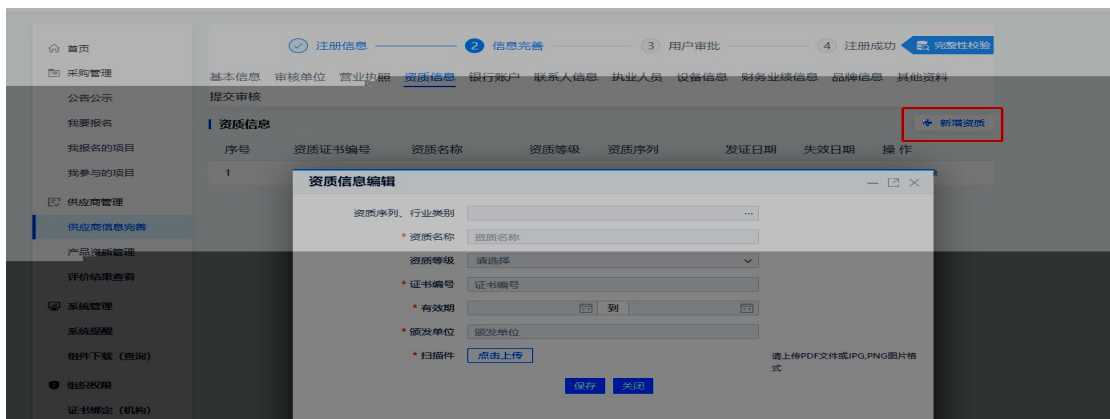 首页
注册信息
2 信息完善
3 用户审批
4 注册成功
完整性校验
采购管理
基本信息 审核单位 营业执照 资质信息 银行账户 联系人信息 执业人员 设备信息 财务业绩信息 品牌信息 其他资料
提交审核
公告公示
我要报名
资质信息
新增资质
我报名的项目
序号 资质证书编号 资质名称 资质等级 资质序列 发证日期 失效日期 操作
我参与的项目
1
资质信息编辑
供应商管理
资质序列、行业类别 ...
供应商信息完善
* 资质名称 资质名称
产品资质管理
资质等级 请选择
评价结果查看
* 证书编号 证书编号
系统管理
* 有效期 到
系统提醒
* 颁发单位 颁发单位
组件下载（查询）
* 扫描件 点击上传
请上传PDF文件或JPG,PNG图片格
式
保存 关闭
组织权限
证书绑定（机构）